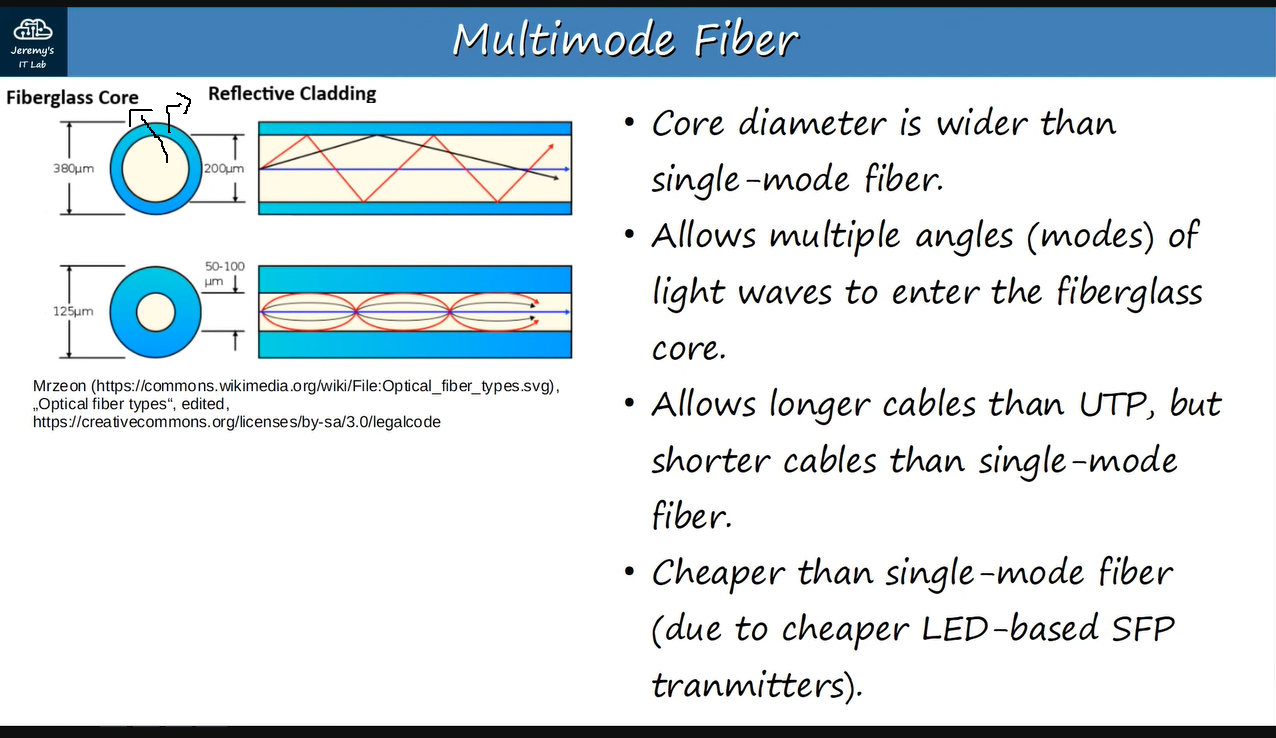 Jeremy's
IT Lab
Multimode Fiber
Fiberglass Core
Reflective Cladding
380µm
200µm
50-100
µm
125µm
Mrzeon (https://commons.wikimedia.org/wiki/File:Optical_fiber_types.svg),
„Optical fiber types“, edited,
https://creativecommons.org/licenses/by-sa/3.0/legalcode
• Core diameter is wider than
single-mode fiber.
• Allows multiple angles (modes) of
light waves to enter the fiberglass
core.
• Allows longer cables than UTP, but
shorter cables than single-mode
fiber.
• Cheaper than single-mode fiber
(due to cheaper LED-based SFP
tranmitters).